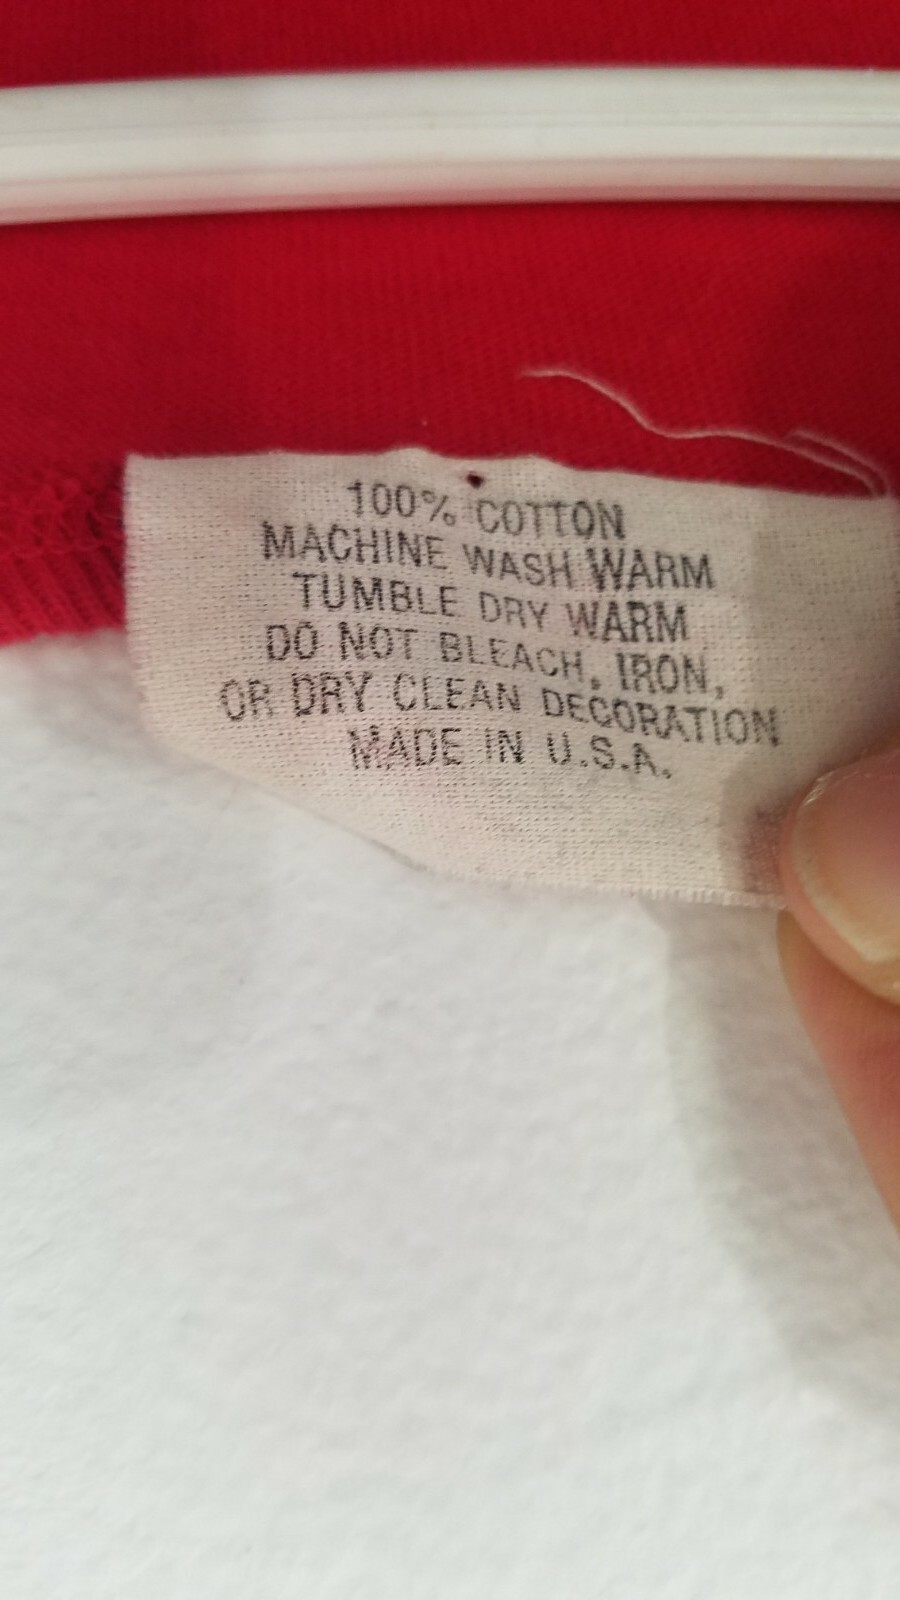 100% COTTON
MACHINE WASH WARM
TUMBLE DRY WARM
DO NOT BLEACH, IRON,
OR DRY CLEAN DECORATION
MADE IN U.S.A.